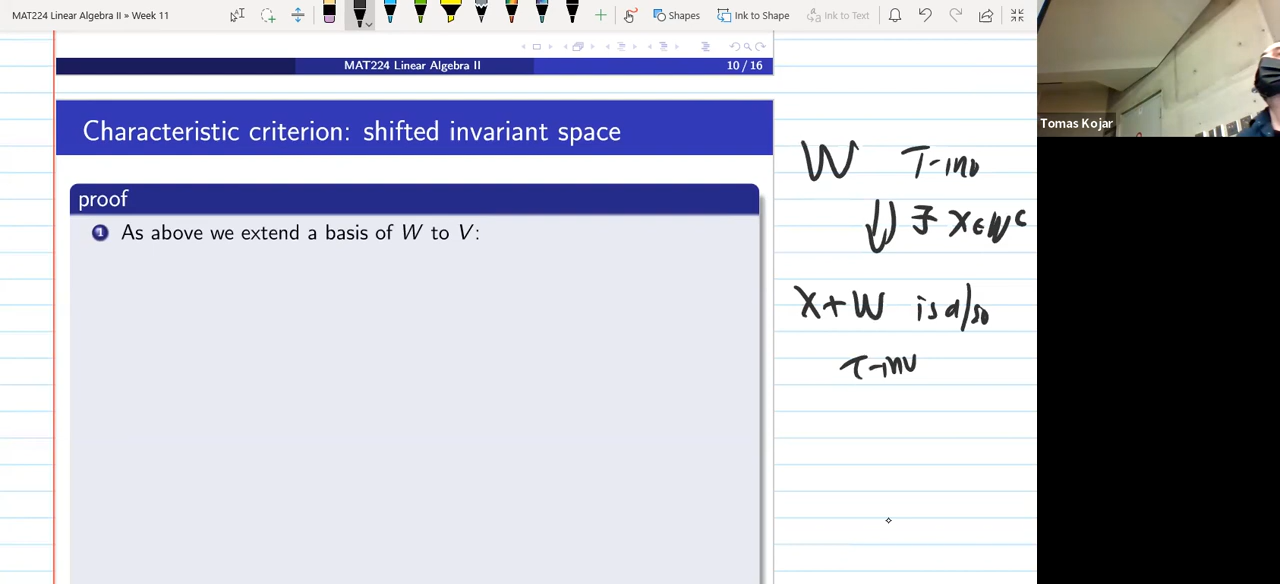 MAT224 Linear Algebra II » Week 11
Shapes
Ink to Shape
Ink to Text
MAT224 Linear Algebra II
10 / 16
Tomas Kojar
Characteristic criterion: shifted invariant space
proof
1 As above we extend a basis of W to V:
W T-inv
⇓ ∃ x∈W^c
x+W is also
T-inv